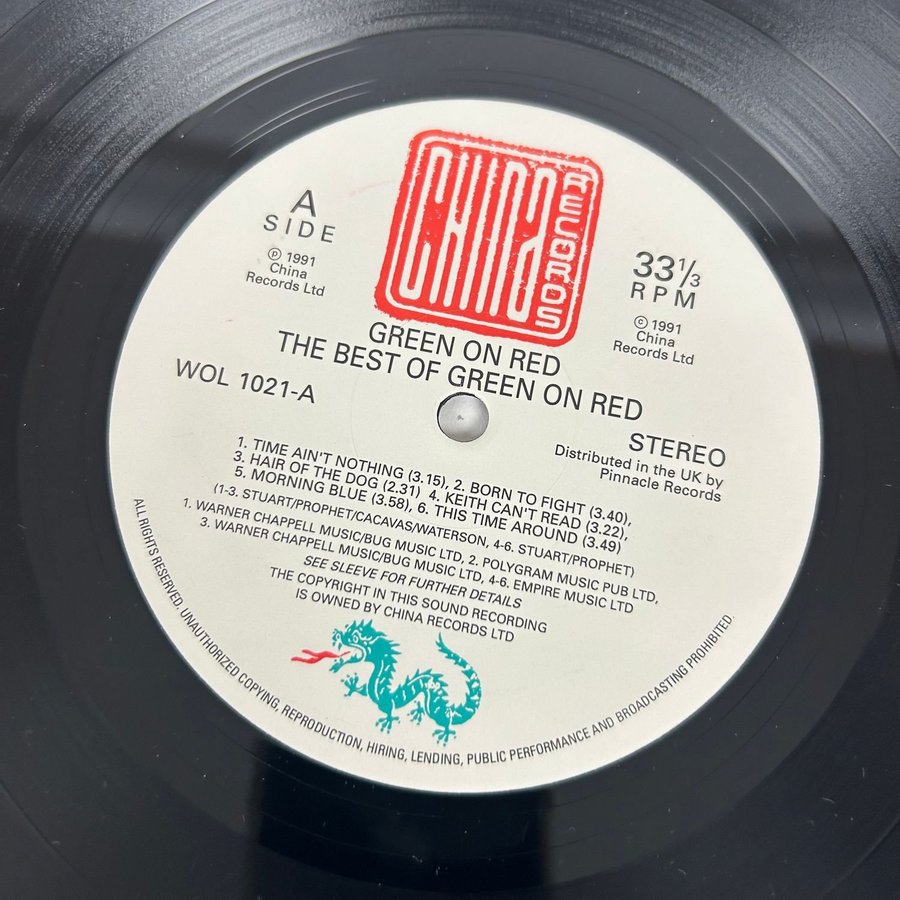 CHINA
RECORDS
A
SIDE
℗ 1991
China
Records Ltd
33⅓
RPM
© 1991
China
Records Ltd
GREEN ON RED
THE BEST OF GREEN ON RED
WOL 1021-A
STEREO
Distributed in the UK by
Pinnacle Records
1. TIME AIN'T NOTHING (3.15), 2. BORN TO FIGHT (3.40),
3. HAIR OF THE DOG (2.31) 4. KEITH CAN'T READ (3.22),
5. MORNING BLUE (3.58), 6. THIS TIME AROUND (3.49)
(1-3. STUART/PROPHET/CACAVAS/WATERSON, 4-6. STUART/PROPHET)
1. WARNER CHAPPELL MUSIC/BUG MUSIC LTD, 2. POLYGRAM MUSIC PUB LTD,
3. WARNER CHAPPELL MUSIC/BUG MUSIC LTD, 4-6. EMPIRE MUSIC LTD
SEE SLEEVE FOR FURTHER DETAILS
THE COPYRIGHT IN THIS SOUND RECORDING
IS OWNED BY CHINA RECORDS LTD
ALL RIGHTS RESERVED. UNAUTHORIZED COPYING, REPRODUCTION, HIRING, LENDING, PUBLIC PERFORMANCE AND BROADCASTING PROHIBITED.